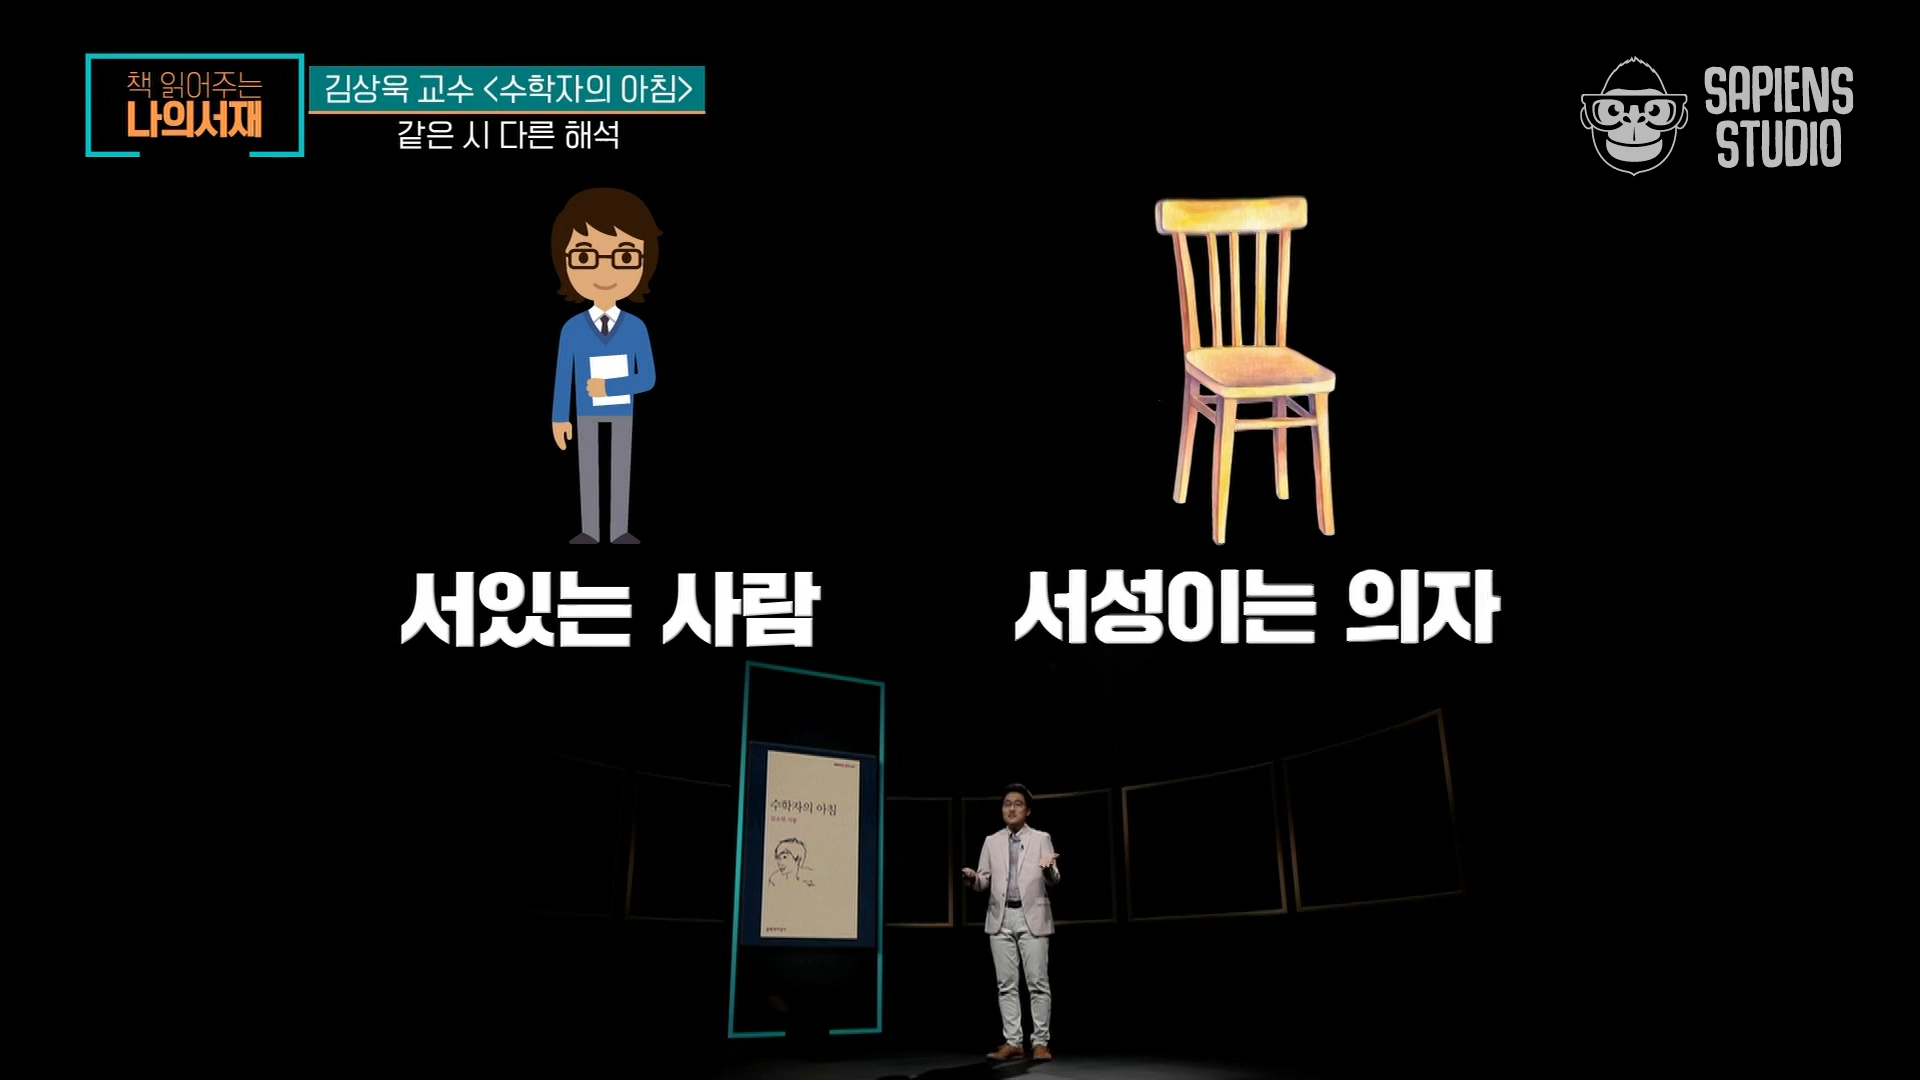 책 읽어주는
나의서재
김상욱 교수 <수학자의 아침>
같은 시 다른 해석
SAPIENS
STUDIO
서있는 사람
서성이는 의자
수학자의 아침